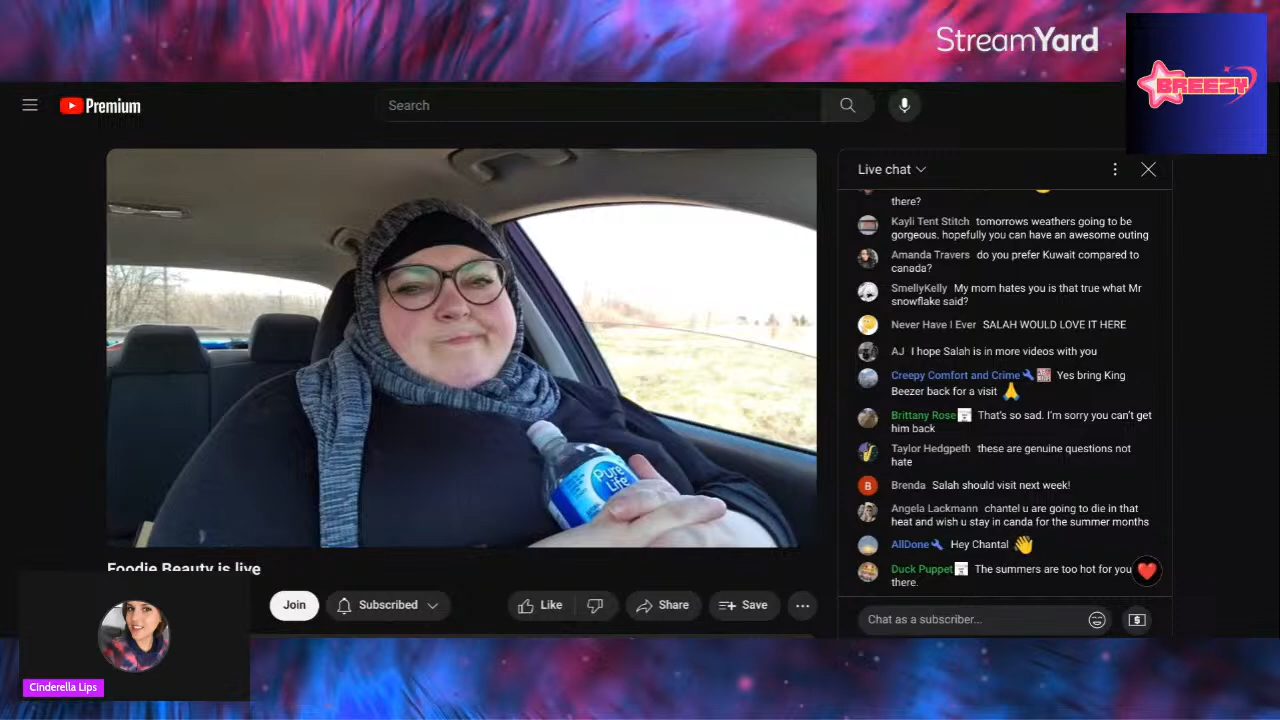 StreamYard
BREEZY
Premium
Search
Live chat
there?
Kayli Tent Stitch tomorrows weathers going to be
gorgeous. hopefully you can have an awesome outing
Amanda Travers do you prefer Kuwait compared to
canada?
SmellyKelly My mom hates you is that true what Mr
snowflake said?
Never Have I Ever SALAH WOULD LOVE IT HERE
AJ I hope Salah is in more videos with you
Creepy Comfort and Crime Yes bring King
Beezer back for a visit
Brittany Rose That's so sad. I'm sorry you can't get
him back
Taylor Hedgpeth these are genuine questions not
hate
B Brenda Salah should visit next week!
Angela Lackmann chantel u are going to die in that
heat and wish u stay in canda for the summer months
AllDone Hey Chantal
Duck Puppet The summers are too hot for you
there.
Chat as a subscriber...
Pure
Life
Foodie Beauty is live
Join
Subscribed
Like
Share
Save
Cinderella Lips